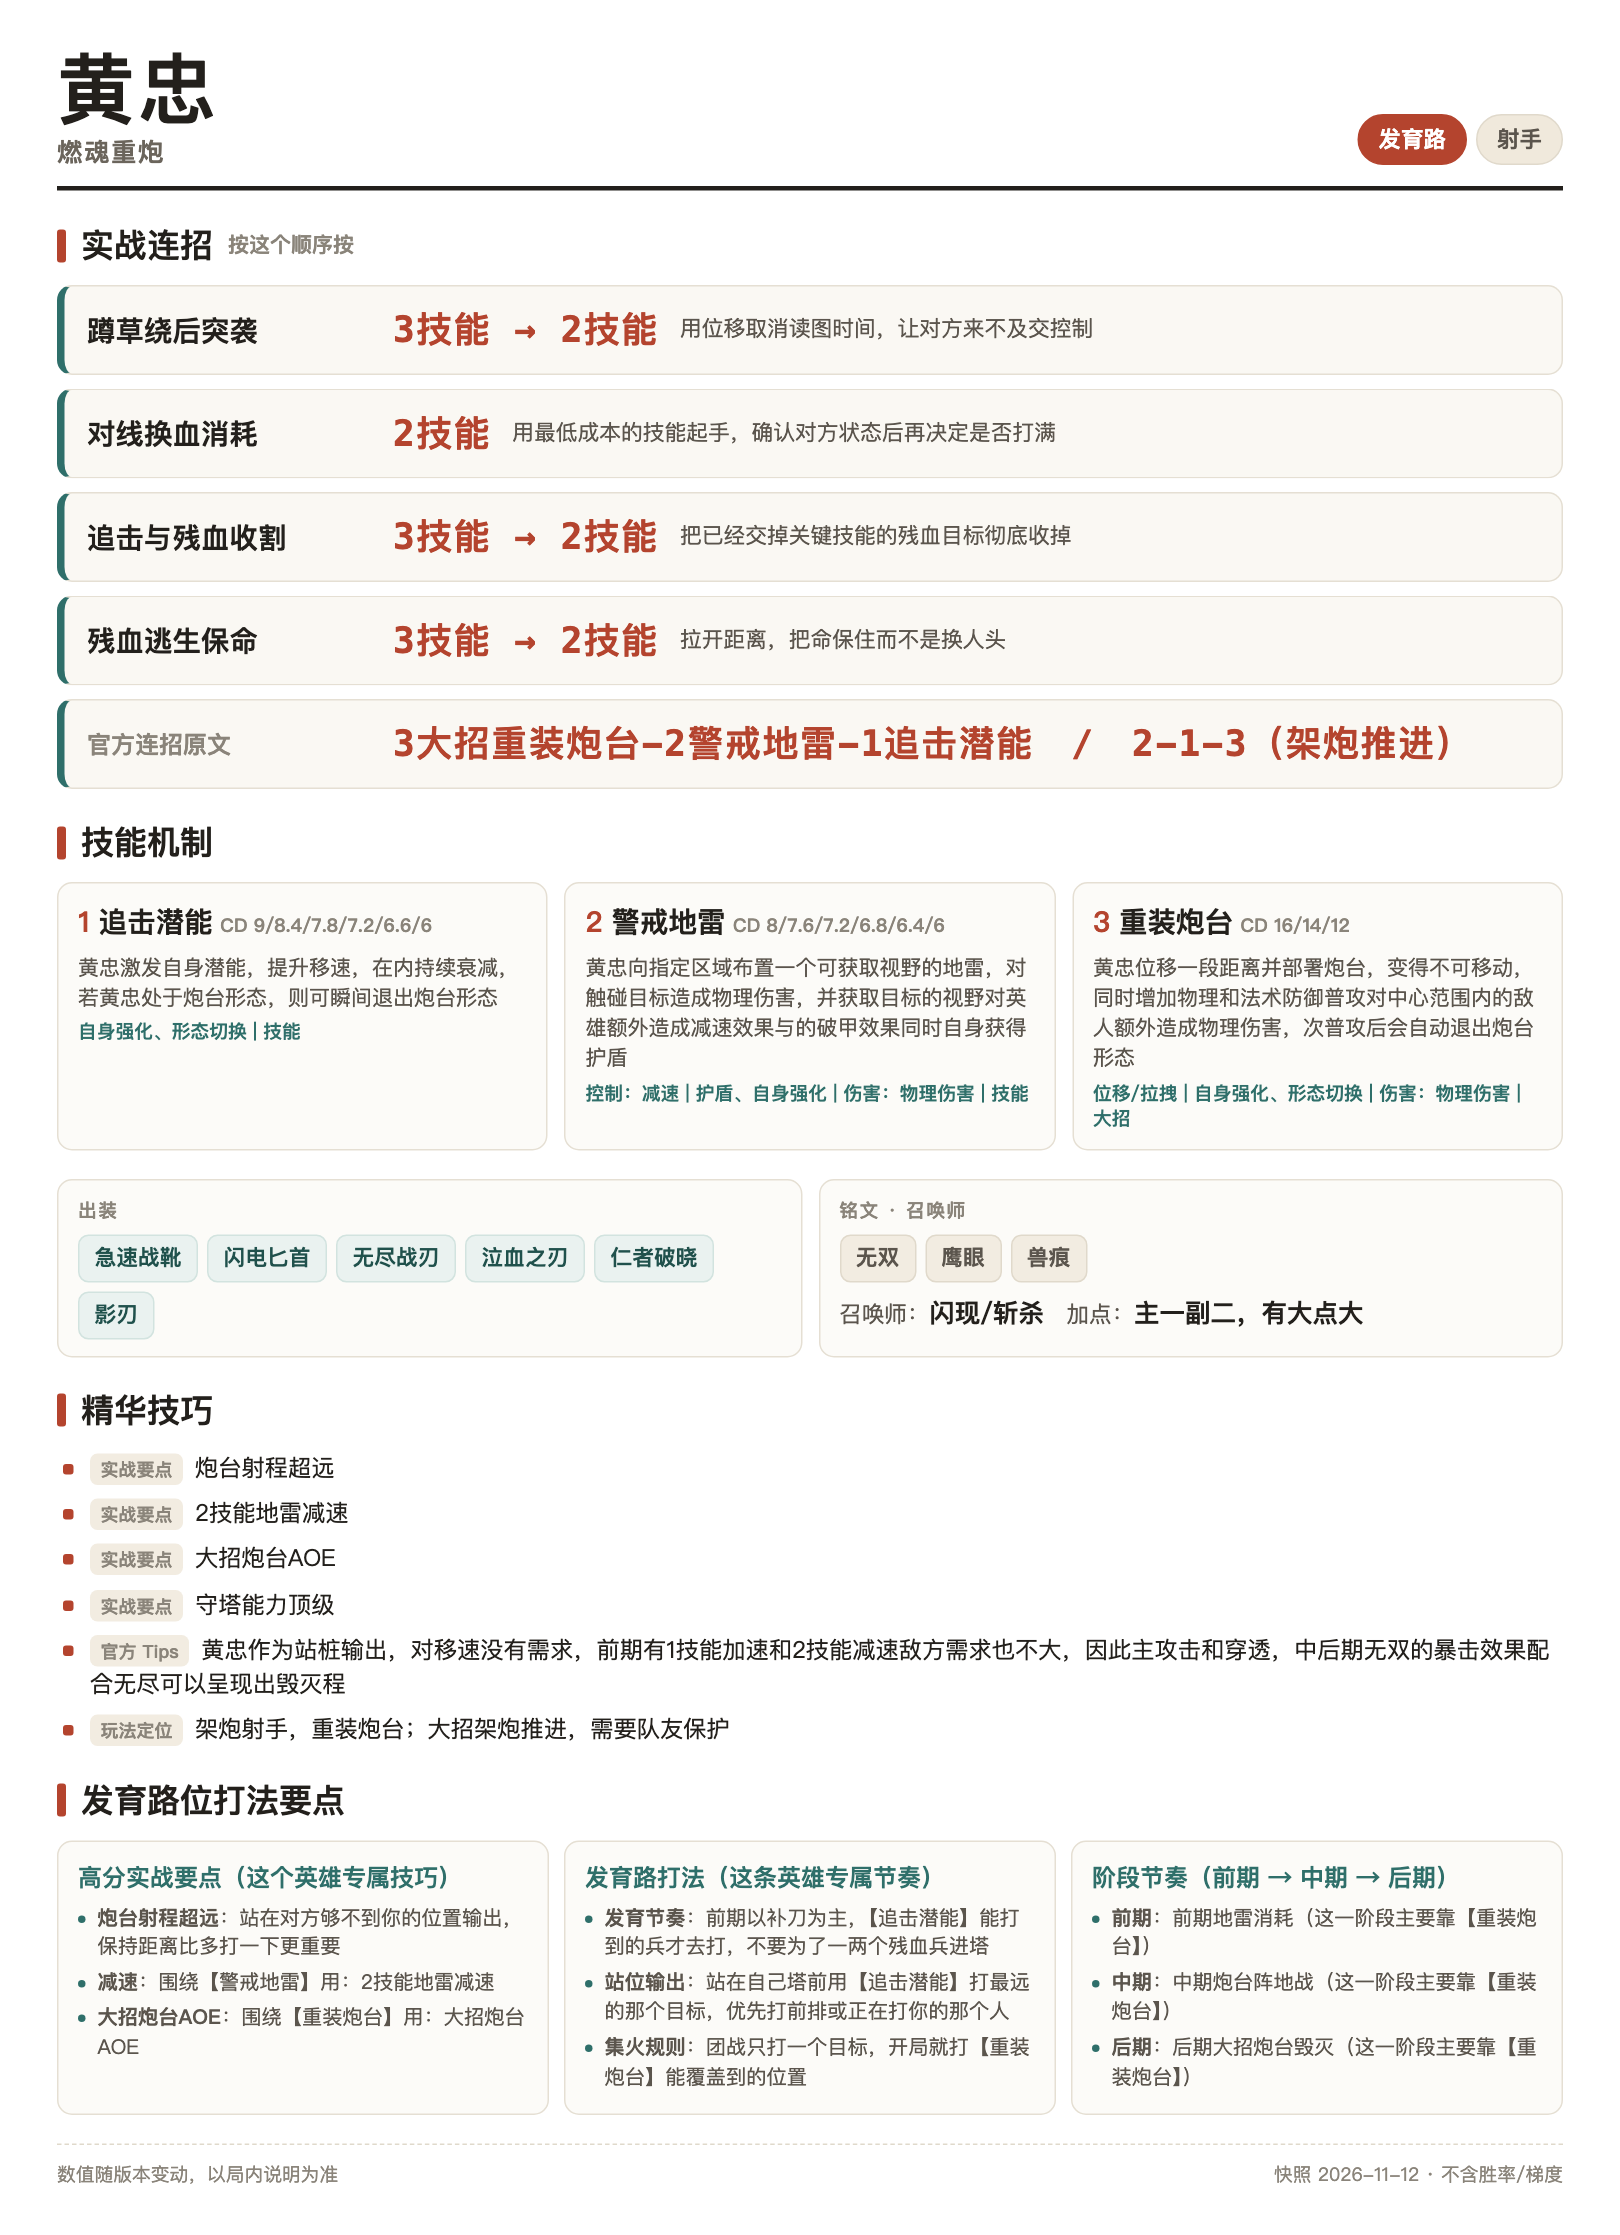 黄忠
燃魂重炮
发育路 射手
实战连招 按这个顺序按
蹲草绕后突袭 3技能 → 2技能 用位移取消读图时间，让对方来不及交控制
对线换血消耗 2技能 用最低成本的技能起手，确认对方状态后再决定是否打满
追击与残血收割 3技能 → 2技能 把已经交掉关键技能的残血目标彻底收掉
残血逃生保命 3技能 → 2技能 拉开距离，把命保住而不是换人头
官方连招原文 3大招重装炮台–2警戒地雷–1追击潜能 / 2–1–3（架炮推进）
技能机制
1 追击潜能 CD 9/8.4/7.8/7.2/6.6/6
黄忠激发自身潜能，提升移速，在内持续衰减，
若黄忠处于炮台形态，则可瞬间退出炮台形态
自身强化、形态切换 | 技能
2 警戒地雷 CD 8/7.6/7.2/6.8/6.4/6
黄忠向指定区域布置一个可获取视野的地雷，对
触碰目标造成物理伤害，并获取目标的视野对英
雄额外造成减速效果与的破甲效果同时自身获得
护盾
控制：减速 | 护盾、自身强化 | 伤害：物理伤害 | 技能
3 重装炮台 CD 16/14/12
黄忠位移一段距离并部署炮台，变得不可移动，
同时增加物理和法术防御普攻对中心范围内的敌
人额外造成物理伤害，次普攻后会自动退出炮台
形态
位移/拉拽 | 自身强化、形态切换 | 伤害：物理伤害 |
大招
出装
急速战靴 闪电匕首 无尽战刃 泣血之刃 仁者破晓
影刃
铭文 · 召唤师
无双 鹰眼 兽痕
召唤师：闪现/斩杀 加点：主一副二，有大点大
精华技巧
实战要点 炮台射程超远
实战要点 2技能地雷减速
实战要点 大招炮台AOE
实战要点 守塔能力顶级
官方 Tips 黄忠作为站桩输出，对移速没有需求，前期有1技能加速和2技能减速敌方需求也不大，因此主攻击和穿透，中后期无双的暴击效果配
合无尽可以呈现出毁灭程
玩法定位 架炮射手，重装炮台；大招架炮推进，需要队友保护
发育路位打法要点
高分实战要点（这个英雄专属技巧）
炮台射程超远：站在对方够不到你的位置输出，
保持距离比多打一下更重要
减速：围绕【警戒地雷】用：2技能地雷减速
大招炮台AOE：围绕【重装炮台】用：大招炮台
AOE
发育路打法（这条英雄专属节奏）
发育节奏：前期以补刀为主，【追击潜能】能打
到的兵才去打，不要为了一两个残血兵进塔
站位输出：站在自己塔前用【追击潜能】打最远
的那个目标，优先打前排或正在打你的那个人
集火规则：团战只打一个目标，开局就打【重装
炮台】能覆盖到的位置
阶段节奏（前期 → 中期 → 后期）
前期：前期地雷消耗（这一阶段主要靠【重装炮
台】）
中期：中期炮台阵地战（这一阶段主要靠【重装
炮台】）
后期：后期大招炮台毁灭（这一阶段主要靠【重
装炮台】）
数值随版本变动，以局内说明为准
快照 2026–11–12 · 不含胜率/梯度